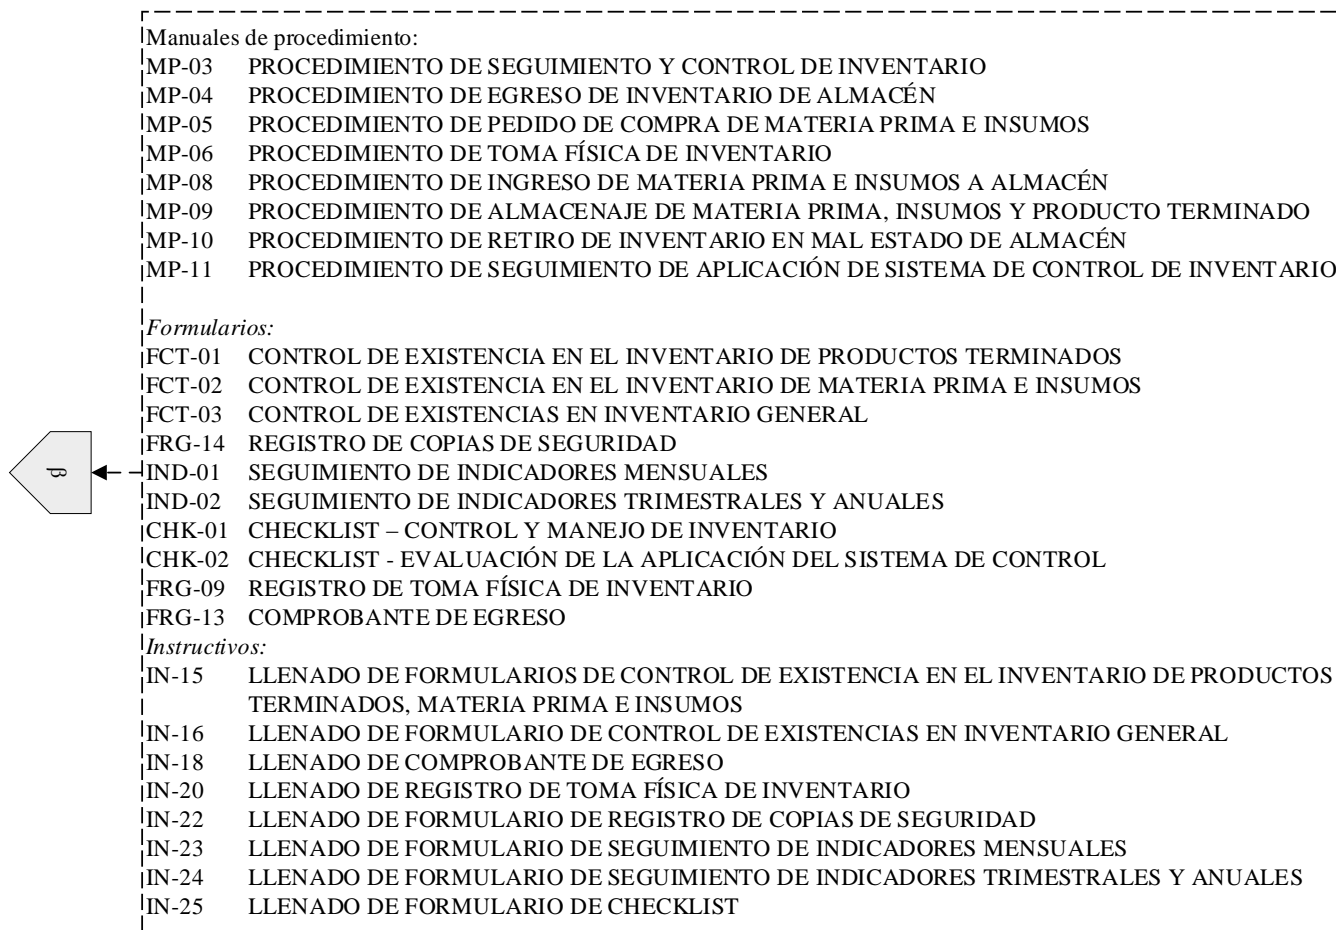 Manuales de procedimiento:
MP-03 PROCEDIMIENTO DE SEGUIMIENTO Y CONTROL DE INVENTARIO
MP-04 PROCEDIMIENTO DE EGRESO DE INVENTARIO DE ALMACÉN
MP-05 PROCEDIMIENTO DE PEDIDO DE COMPRA DE MATERIA PRIMA E INSUMOS
MP-06 PROCEDIMIENTO DE TOMA FÍSICA DE INVENTARIO
MP-08 PROCEDIMIENTO DE INGRESO DE MATERIA PRIMA E INSUMOS A ALMACÉN
MP-09 PROCEDIMIENTO DE ALMACENAJE DE MATERIA PRIMA, INSUMOS Y PRODUCTO TERMINADO
MP-10 PROCEDIMIENTO DE RETIRO DE INVENTARIO EN MAL ESTADO DE ALMACÉN
MP-11 PROCEDIMIENTO DE SEGUIMIENTO DE APLICACIÓN DE SISTEMA DE CONTROL DE INVENTARIO
Formularios:
FCT-01 CONTROL DE EXISTENCIA EN EL INVENTARIO DE PRODUCTOS TERMINADOS
FCT-02 CONTROL DE EXISTENCIA EN EL INVENTARIO DE MATERIA PRIMA E INSUMOS
FCT-03 CONTROL DE EXISTENCIAS EN INVENTARIO GENERAL
FRG-14 REGISTRO DE COPIAS DE SEGURIDAD
β
IND-01 SEGUIMIENTO DE INDICADORES MENSUALES
IND-02 SEGUIMIENTO DE INDICADORES TRIMESTRALES Y ANUALES
CHK-01 CHECKLIST – CONTROL Y MANEJO DE INVENTARIO
CHK-02 CHECKLIST - EVALUACIÓN DE LA APLICACIÓN DEL SISTEMA DE CONTROL
FRG-09 REGISTRO DE TOMA FÍSICA DE INVENTARIO
FRG-13 COMPROBANTE DE EGRESO
Instructivos:
IN-15 LLENADO DE FORMULARIOS DE CONTROL DE EXISTENCIA EN EL INVENTARIO DE PRODUCTOS
TERMINADOS, MATERIA PRIMA E INSUMOS
IN-16 LLENADO DE FORMULARIO DE CONTROL DE EXISTENCIAS EN INVENTARIO GENERAL
IN-18 LLENADO DE COMPROBANTE DE EGRESO
IN-20 LLENADO DE REGISTRO DE TOMA FÍSICA DE INVENTARIO
IN-22 LLENADO DE FORMULARIO DE REGISTRO DE COPIAS DE SEGURIDAD
IN-23 LLENADO DE FORMULARIO DE SEGUIMIENTO DE INDICADORES MENSUALES
IN-24 LLENADO DE FORMULARIO DE SEGUIMIENTO DE INDICADORES TRIMESTRALES Y ANUALES
IN-25 LLENADO DE FORMULARIO DE CHECKLIST